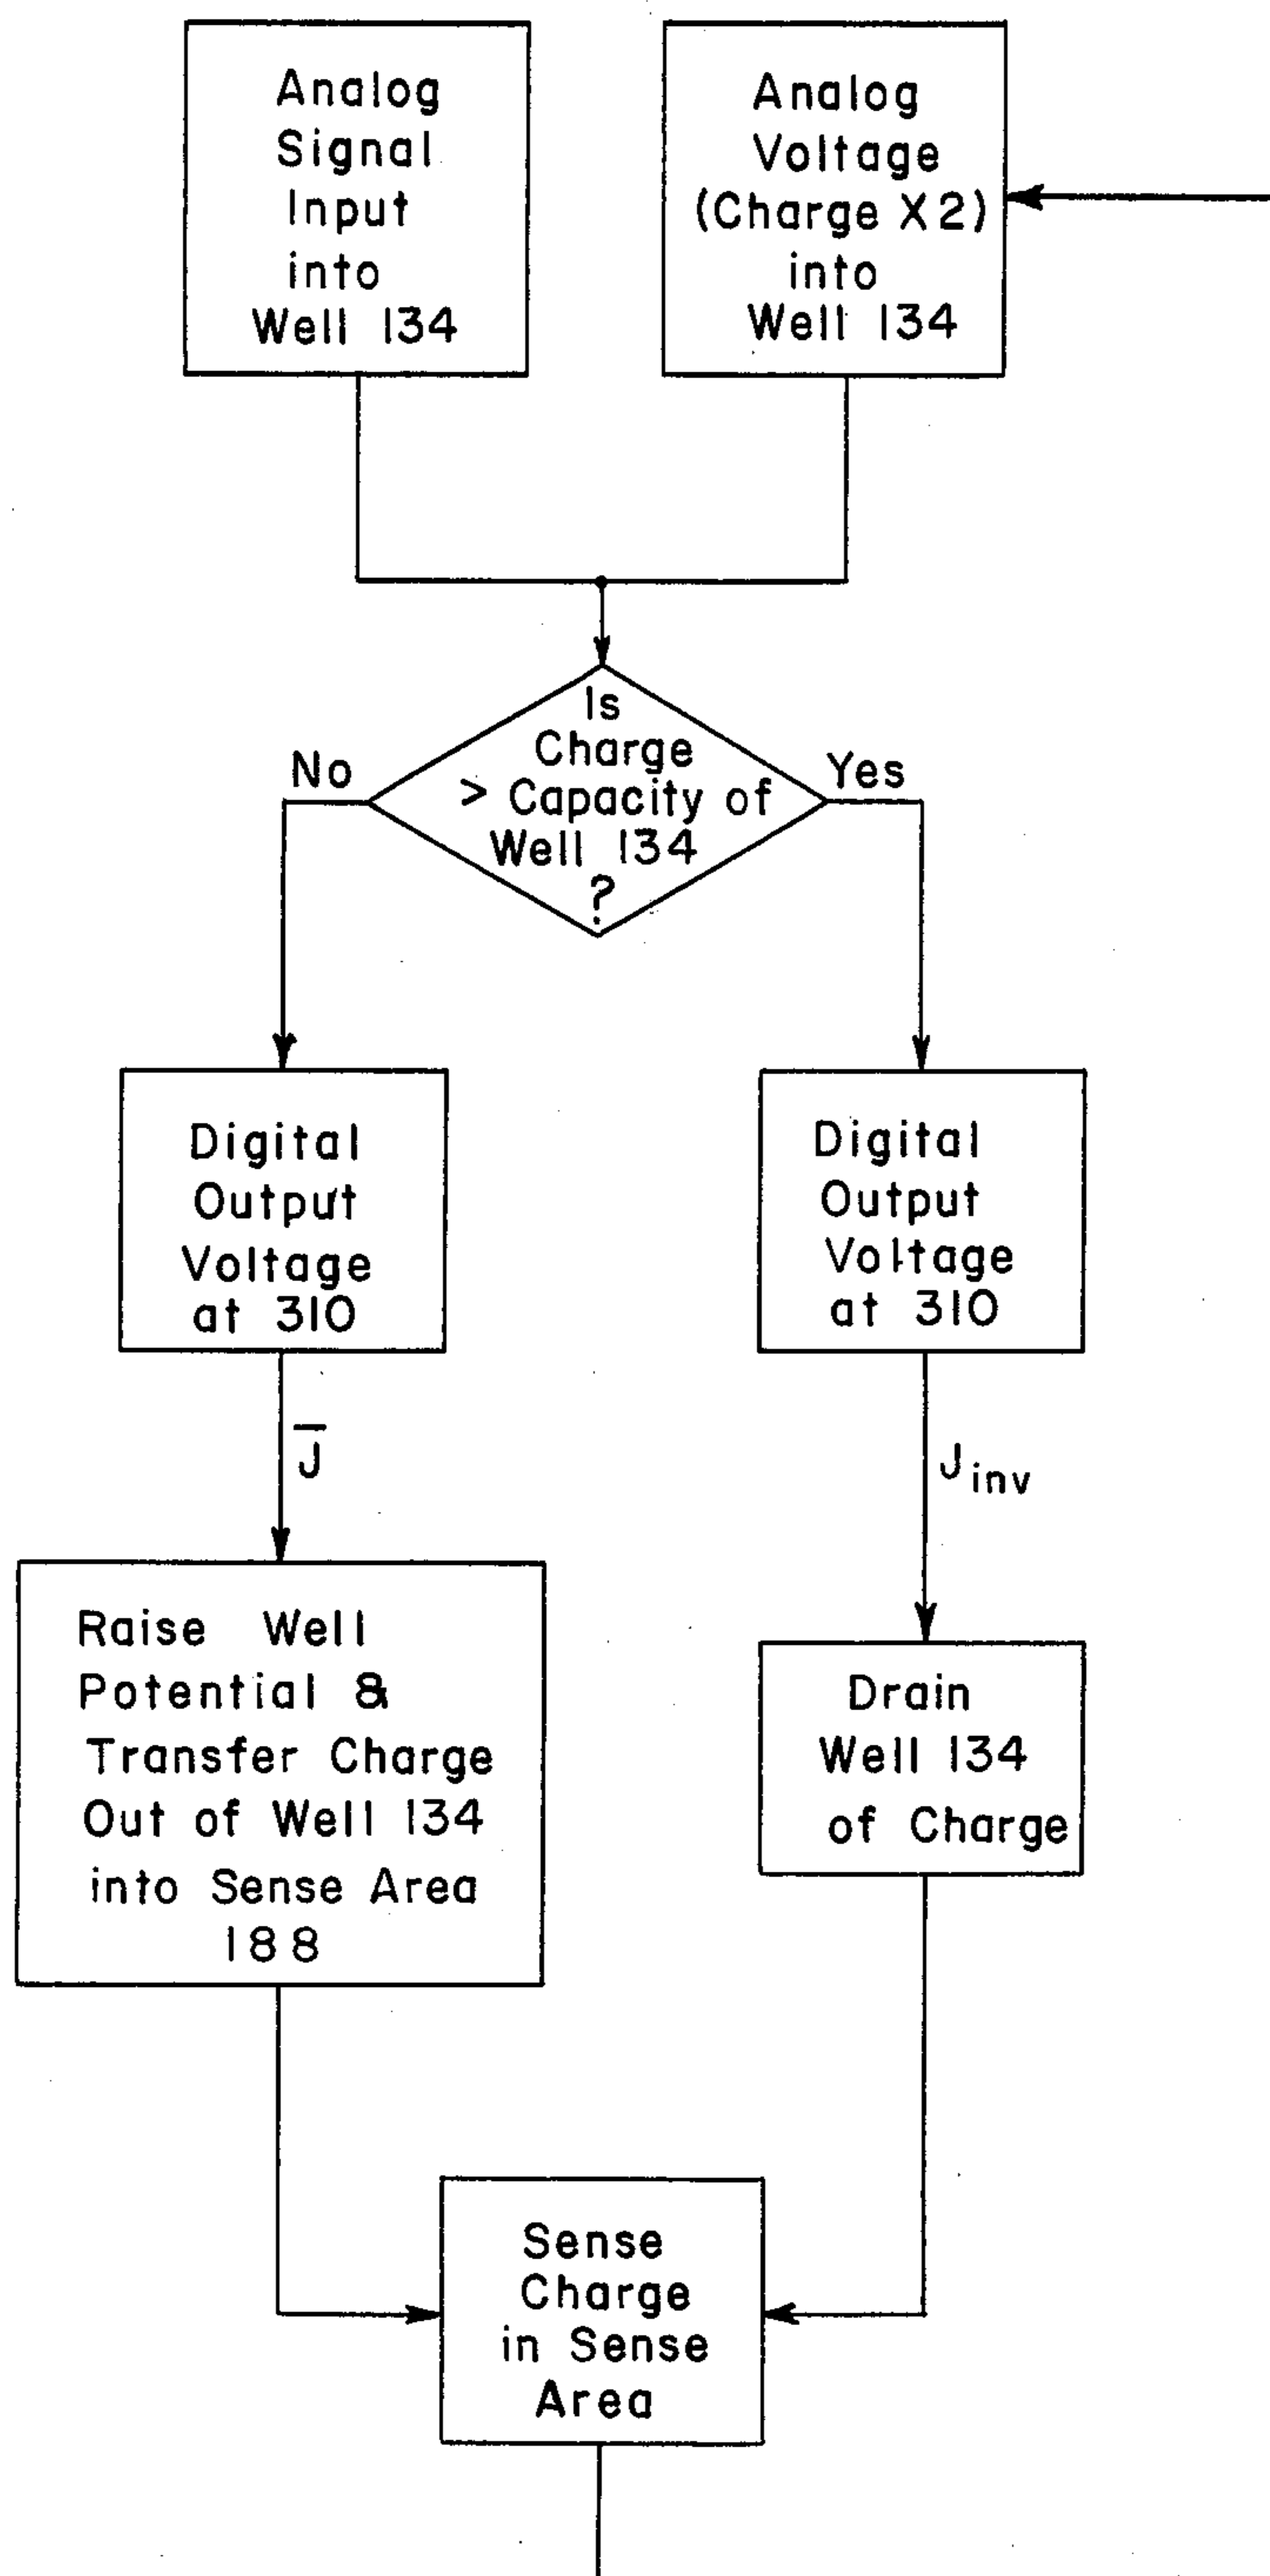 Analog
Signal
Input
into
Well 134
Analog
Voltage
(Charge X2)
into
Well 134
Is
Charge
> Capacity of
Well 134
?
No
Yes
Digital
Output
Voltage
at 310
Digital
Output
Voltage
at 310
J̅
Jinv
Raise Well
Potential &
Transfer Charge
Out of Well 134
into Sense Area
188
Drain
Well 134
of Charge
Sense
Charge
in Sense
Area